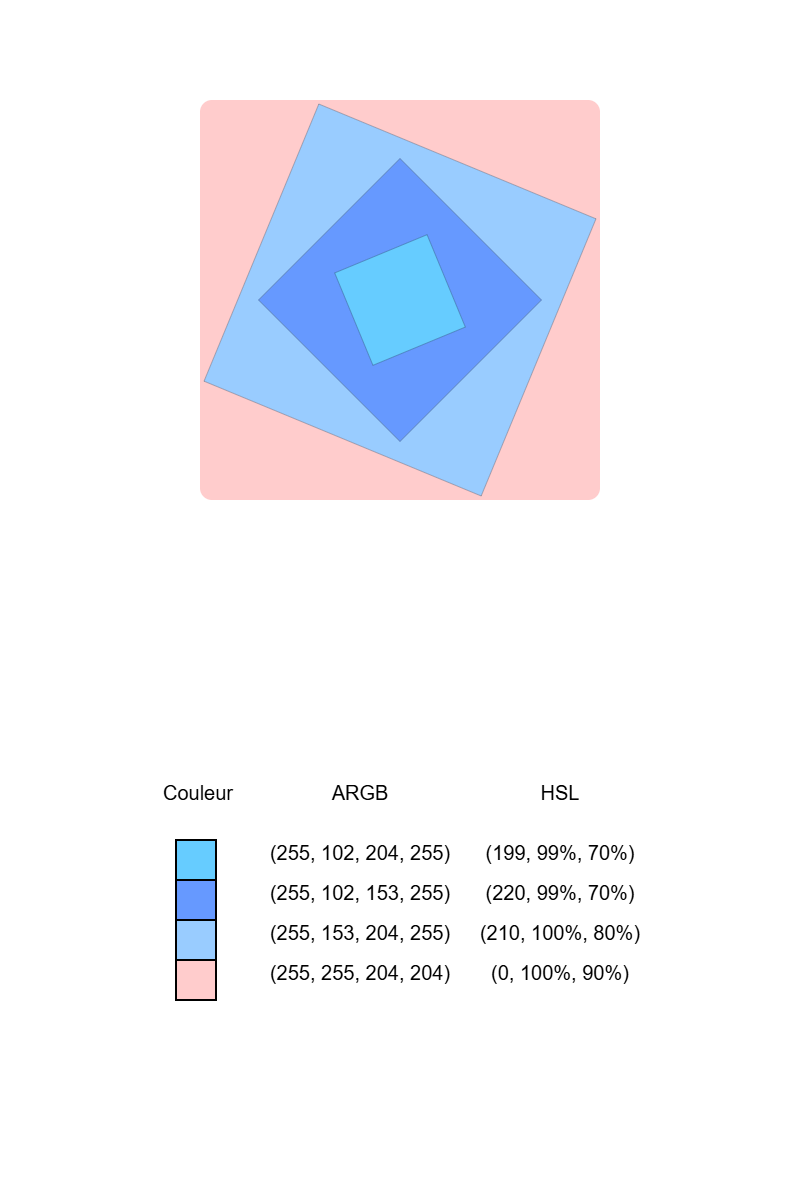 Couleur ARGB HSL
(255, 102, 204, 255) (199, 99%, 70%)
(255, 102, 153, 255) (220, 99%, 70%)
(255, 153, 204, 255) (210, 100%, 80%)
(255, 255, 204, 204) (0, 100%, 90%)